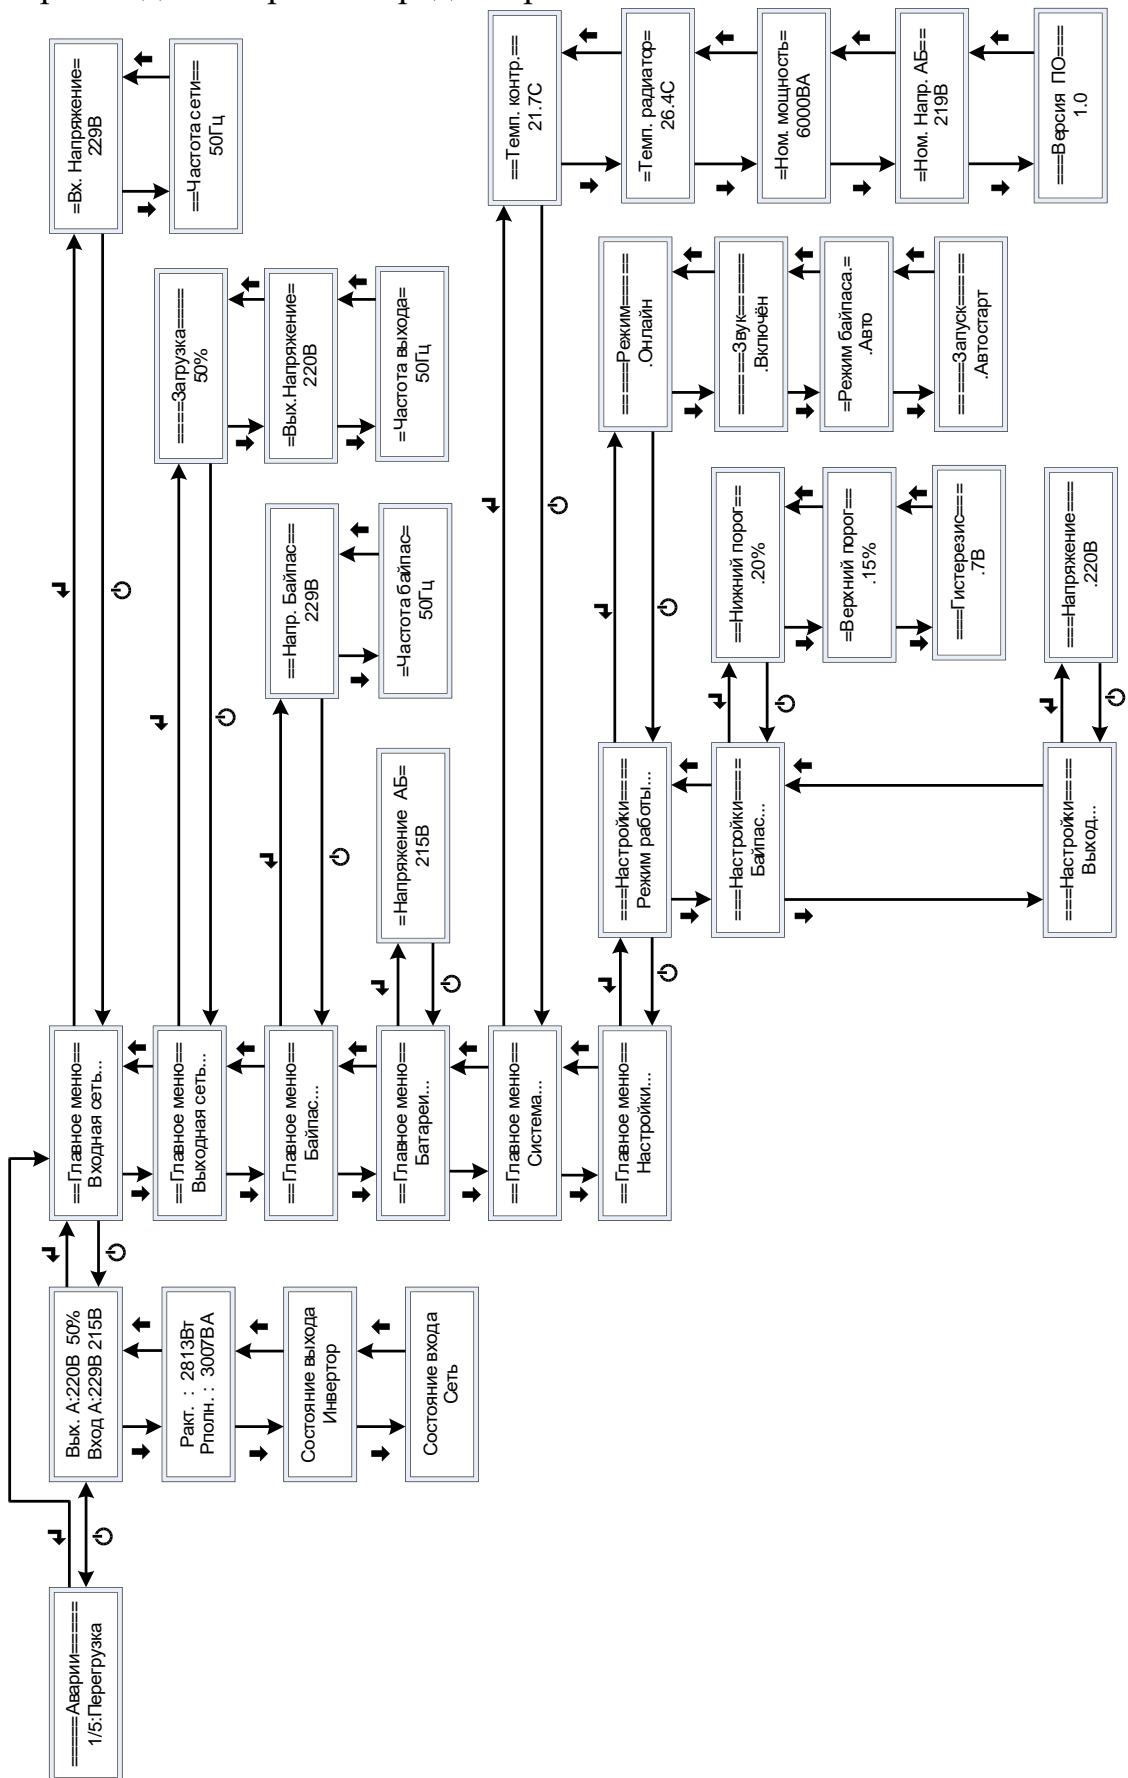 =====Аварии=====
1/5:Перегрузка
Вых. А:220В 50%
Вход А:229В 215В
Ракт. : 2813Вт
Рполн. : 3007ВА
Состояние выхода
Инвертор
Состояние входа
Сеть
==Главное меню==
Входная сеть...
==Главное меню==
Выходная сеть...
==Главное меню==
Байпас...
==Главное меню==
Батареи...
==Главное меню==
Система...
==Главное меню==
Настройки...
=Вх. Напряжение=
229В
==Частота сети==
50Гц
====Загрузка====
50%
=Вых.Напряжение=
220В
=Частота выхода=
50Гц
==Напр. Байпас==
229В
=Частота байпас=
50Гц
=Напряжение АБ=
215В
==Темп. контр.==
21.7С
=Темп. радиатор=
26.4С
=Ном. мощность=
6000ВА
=Ном. Напр. АБ==
219В
===Версия ПО===
1.0
===Настройки====
Режим работы...
===Настройки====
Байпас...
===Настройки====
Выход...
=====Режим======
.Онлайн
======Звук======
.Включён
=Режим байпаса.=
.Авто
=====Запуск=====
.Автостарт
==Нижний порог==
.20%
=Верхний порог==
.15%
===Гистерезис===
.7В
===Напряжение===
.220В